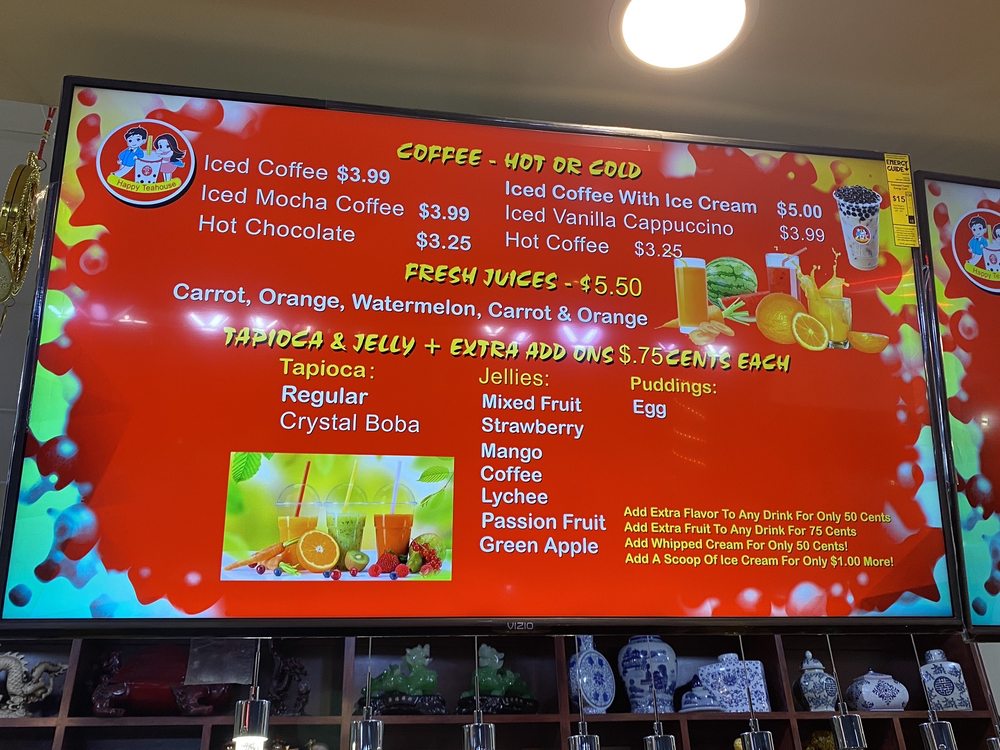 Happy Teahouse
COFFEE - HOT OR COLD
Iced Coffee $3.99
Iced Mocha Coffee $3.99
Hot Chocolate $3.25
Iced Coffee With Ice Cream $5.00
Iced Vanilla Cappuccino $3.99
Hot Coffee $3.25
FRESH JUICES - $5.50
Carrot, Orange, Watermelon, Carrot & Orange
TAPIOCA & JELLY + EXTRA ADD ONS $.75 CENTS EACH
Tapioca:
Regular
Crystal Boba
Jellies:
Mixed Fruit
Strawberry
Mango
Coffee
Lychee
Passion Fruit
Green Apple
Puddings:
Egg
Add Extra Flavor To Any Drink For Only 50 Cents
Add Extra Fruit To Any Drink For 75 Cents
Add Whipped Cream For Only 50 Cents!
Add A Scoop Of Ice Cream For Only $1.00 More!
ENERGY
GUIDE
$15
VIZIO